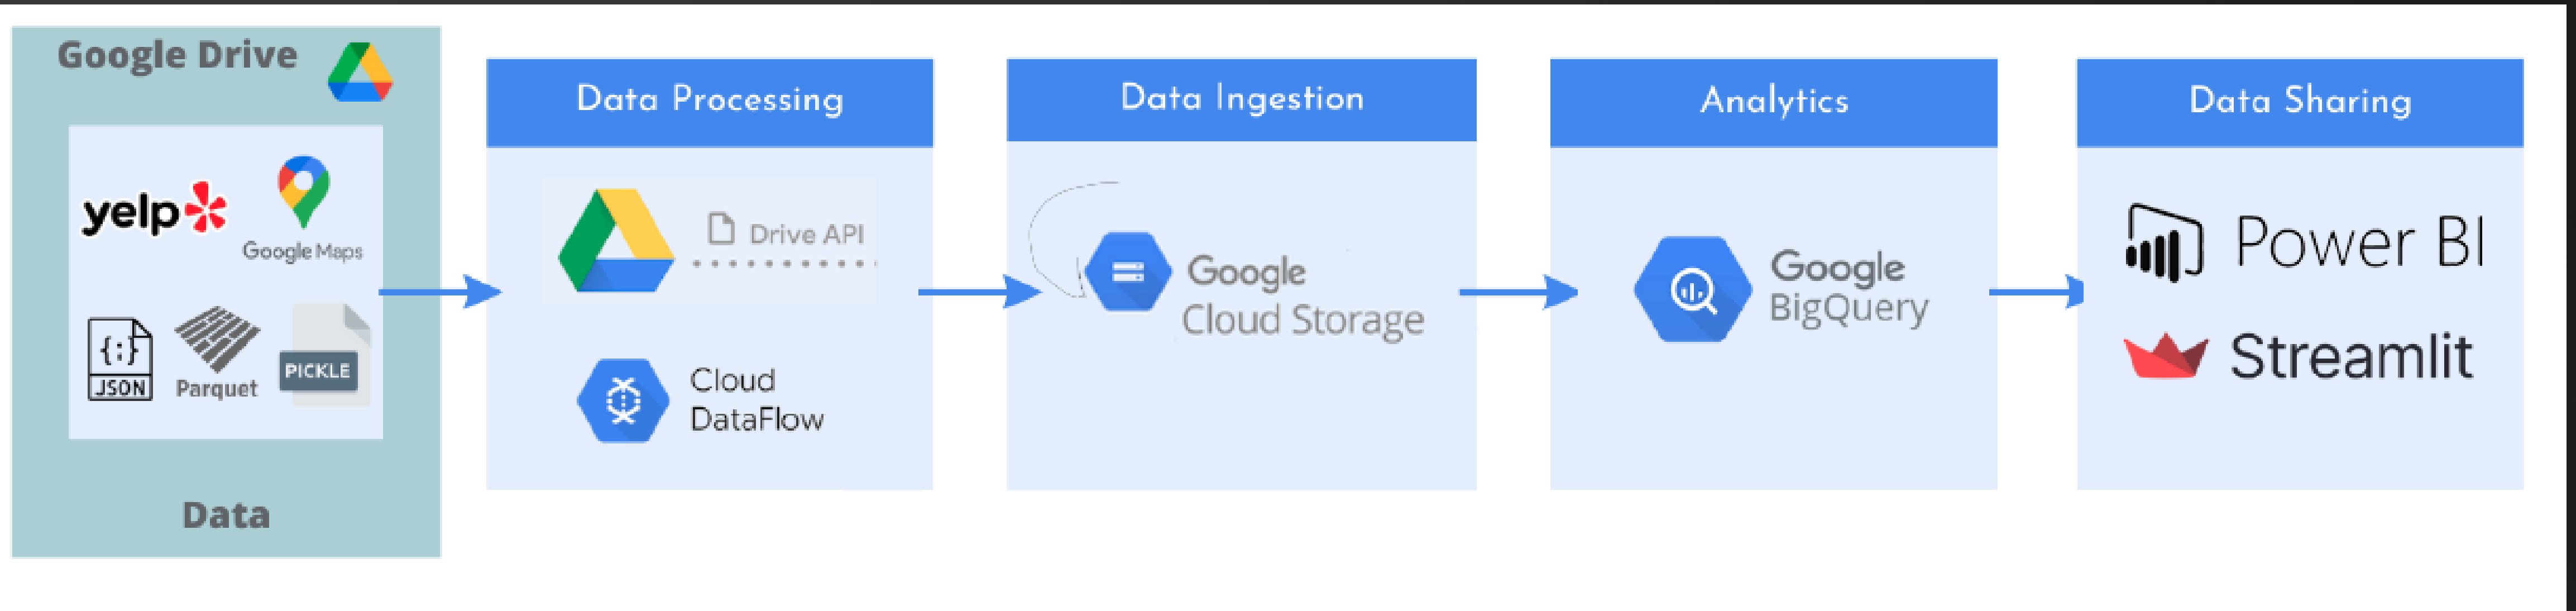 Google Drive
yelp
Google Maps
{;}
JSON
Parquet
PICKLE
Data
Data Processing
Drive API
Cloud
DataFlow
Data Ingestion
Google
Cloud Storage
Analytics
Google
BigQuery
Data Sharing
Power BI
Streamlit